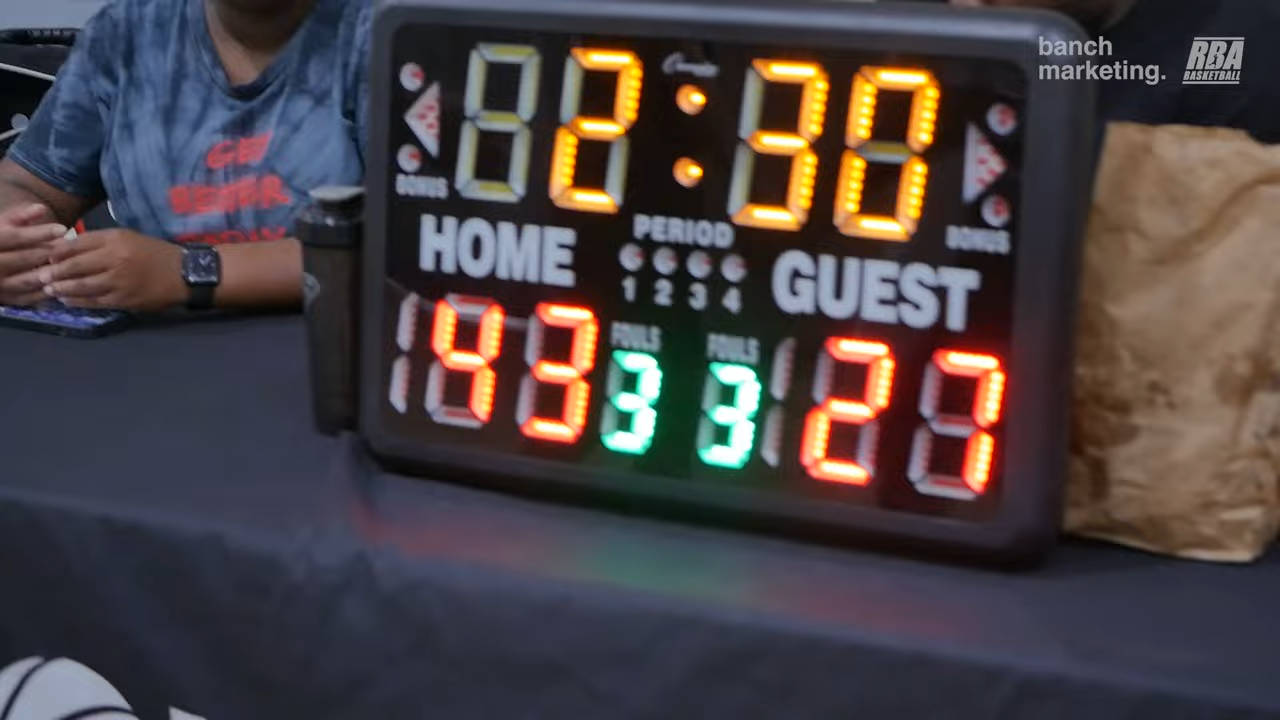 banch
marketing.
RBA
BASKETBALL
2:30
BONUS
BONUS
PERIOD
HOME
GUEST
1 2 3 4
FOULS
FOULS
43
3
3
27